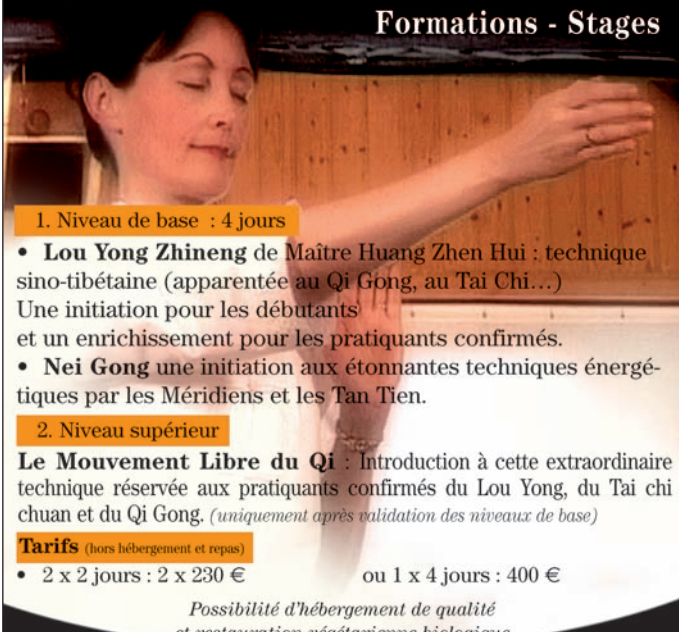 Formations - Stages
1. Niveau de base : 4 jours
• Lou Yong Zhineng de Maître Huang Zhen Hui : technique
sino-tibétaine (apparentée au Qi Gong, au Tai Chi…)
Une initiation pour les débutants
et un enrichissement pour les pratiquants confirmés.
• Nei Gong une initiation aux étonnantes techniques énergé-
tiques par les Méridiens et les Tan Tien.
2. Niveau supérieur
Le Mouvement Libre du Qi : Introduction à cette extraordinaire
technique réservée aux pratiquants confirmés du Lou Yong, du Tai chi
chuan et du Qi Gong. (uniquement après validation des niveaux de base)
Tarifs (hors hébergement et repas)
• 2 x 2 jours : 2 x 230 € ou 1 x 4 jours : 400 €
Possibilité d'hébergement de qualité
et restauration végétarienne biologique